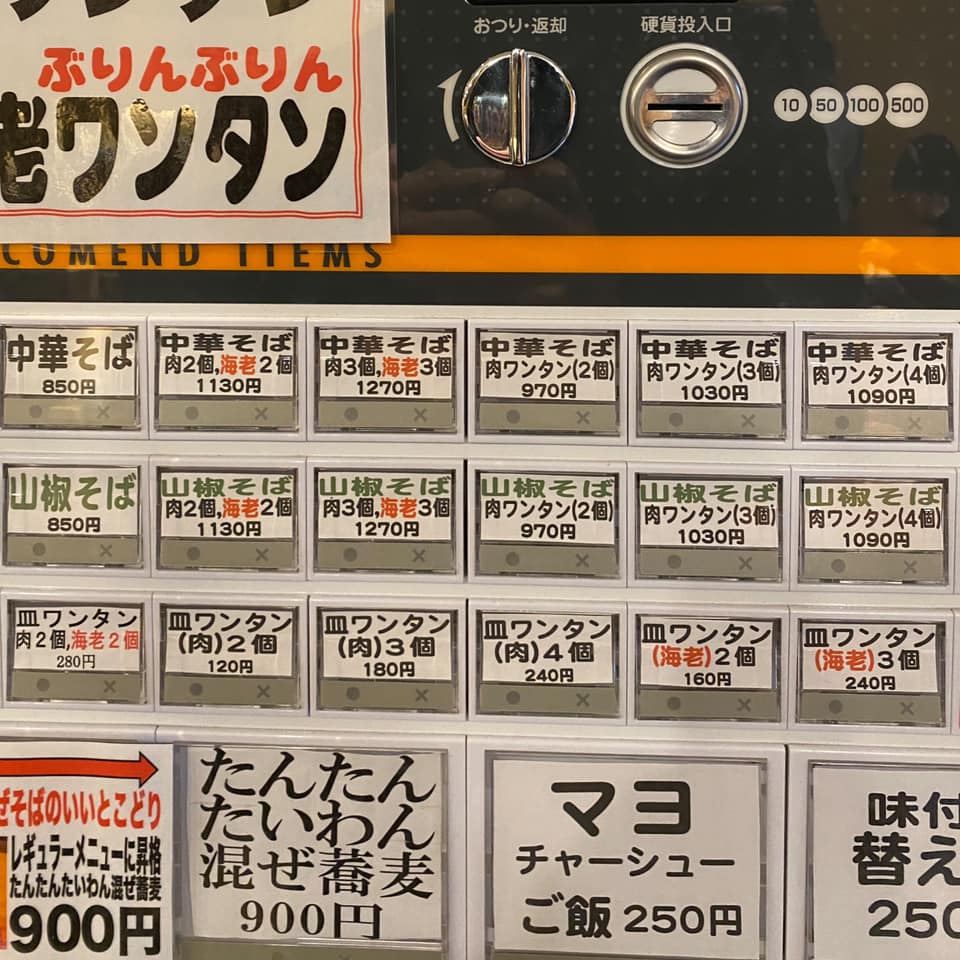 ぷりんぷりん
老ワンタン
おつり・返却
硬貨投入口
10 50 100 500
COMEND ITEMS
中華そば
850円
中華そば
肉2個,海老2個
1130円
中華そば
肉3個,海老3個
1270円
中華そば
肉ワンタン(2個)
970円
中華そば
肉ワンタン(3個)
1030円
中華そば
肉ワンタン(4個)
1090円
山椒そば
850円
山椒そば
肉2個,海老2個
1130円
山椒そば
肉3個,海老3個
1270円
山椒そば
肉ワンタン(2個)
970円
山椒そば
肉ワンタン(3個)
1030円
山椒そば
肉ワンタン(4個)
1090円
皿ワンタン
肉2個,海老2個
280円
皿ワンタン
(肉)2個
120円
皿ワンタン
(肉)3個
180円
皿ワンタン
(肉)4個
240円
皿ワンタン
(海老)2個
160円
皿ワンタン
(海老)3個
240円
ぜそばのいいとこどり
レギュラーメニューに昇格
たんたんたいわん混ぜ蕎麦
900円
たんたん
たいわん
混ぜ蕎麦
900円
マヨ
チャーシュー
ご飯 250円
味付
替え
250